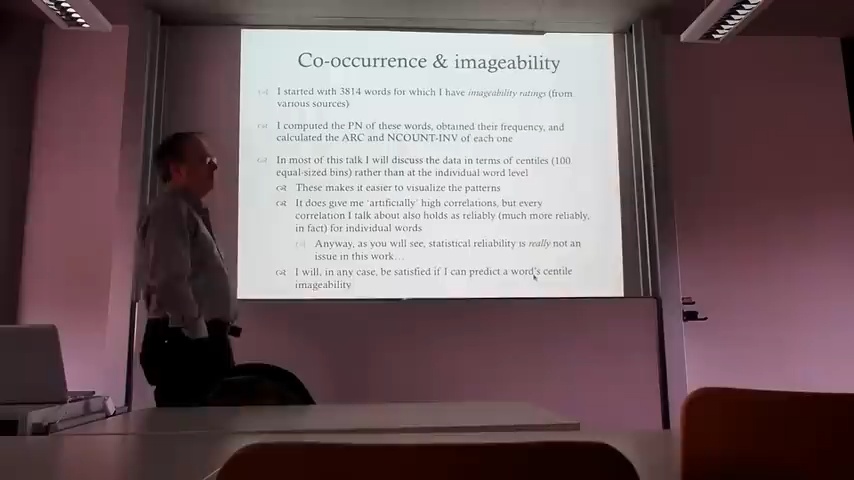 Co-occurrence & imageability
I started with 3814 words for which I have imageability ratings (from
various sources)
I computed the PN of these words, obtained their frequency, and
calculated the ARC and NCOUNT-INV of each one
In most of this talk I will discuss the data in terms of centiles (100
equal-sized bins) rather than at the individual word level
These makes it easier to visualize the patterns
It does give me 'artificially' high correlations, but every
correlation I talk about also holds as reliably (much more reliably,
in fact) for individual words
Anyway, as you will see, statistical reliability is really not an
issue in this work...
I will, in any case, be satisfied if I can predict a word's centile
imageability